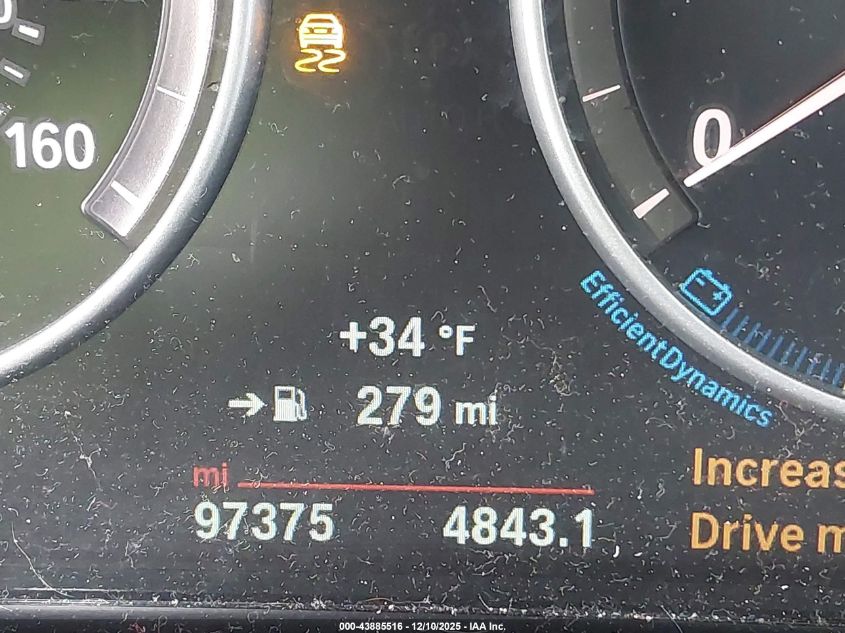 160
0
+34 °F
279 mi
mi
97375 4843.1
EfficientDynamics
Increas
Drive m
000-43885516 - 12/10/2025 - IAA Inc.